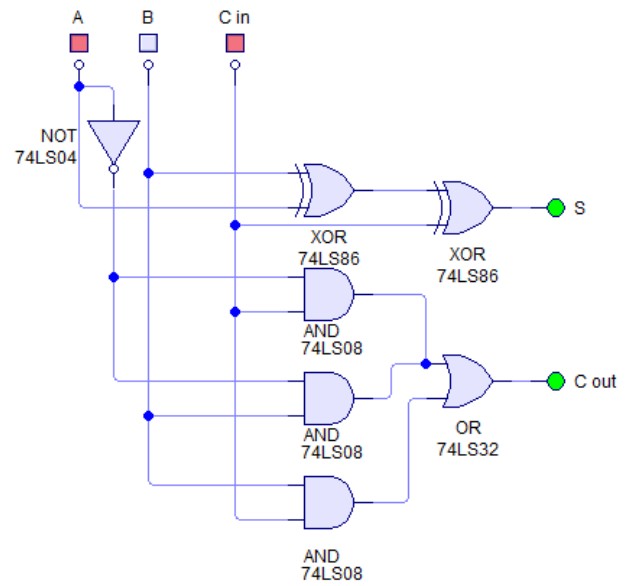 A B C in
NOT
74LS04
S
XOR
74LS86
XOR
74LS86
AND
74LS08
C out
AND
74LS08
OR
74LS32
AND
74LS08